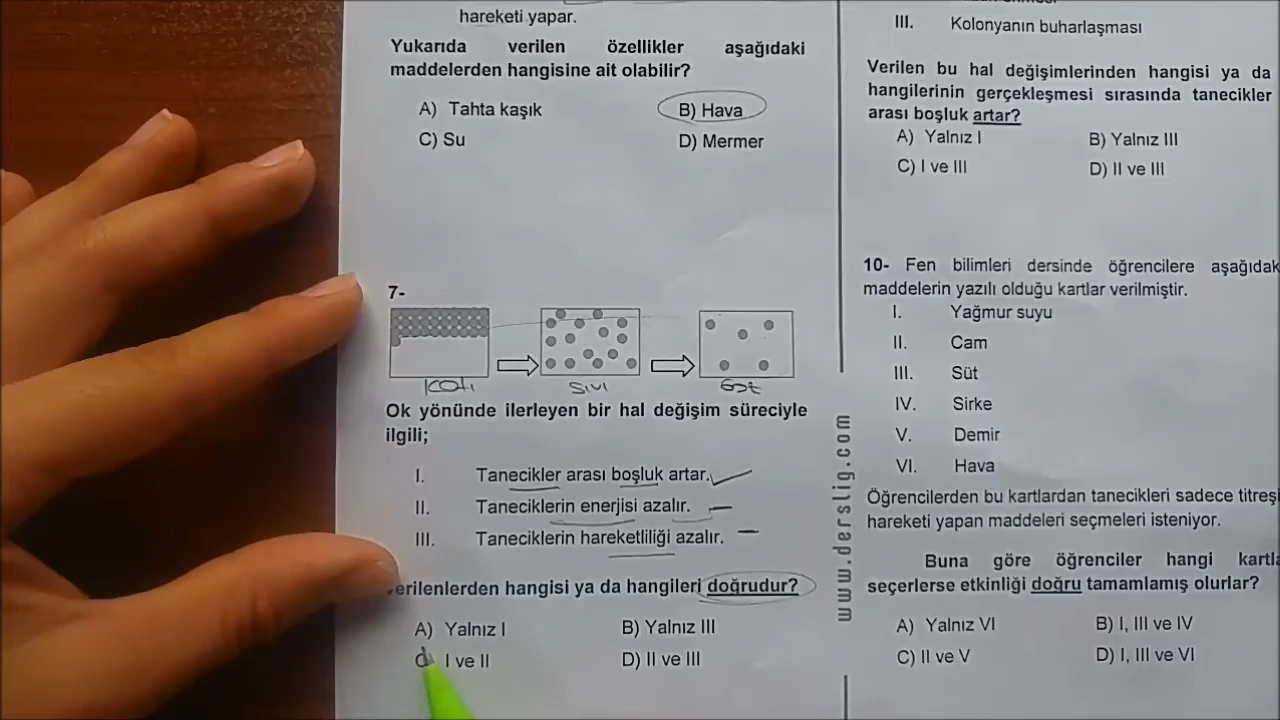 hareketi yapar.
Yukarıda verilen özellikler aşağıdaki
maddelerden hangisine ait olabilir?
A) Tahta kaşık
B) Hava
C) Su
D) Mermer
7-
Katı
Sıvı
Gaz
Ok yönünde ilerleyen bir hal değişim süreciyle
ilgili;
I. Tanecikler arası boşluk artar.
II. Taneciklerin enerjisi azalır.
III. Taneciklerin hareketliliği azalır.
erilenlerden hangisi ya da hangileri doğrudur?
A) Yalnız I
B) Yalnız III
I ve II
D) II ve III
www.derslig.com
III. Kolonyanın buharlaşması
Verilen bu hal değişimlerinden hangisi ya da
hangilerinin gerçekleşmesi sırasında tanecikler
arası boşluk artar?
A) Yalnız I
B) Yalnız III
C) I ve III
D) II ve III
10- Fen bilimleri dersinde öğrencilere aşağıdak
maddelerin yazılı olduğu kartlar verilmiştir.
I. Yağmur suyu
II. Cam
III. Süt
IV. Sirke
V. Demir
VI. Hava
Öğrencilerden bu kartlardan tanecikleri sadece titreşi
hareketi yapan maddeleri seçmeleri isteniyor.
Buna göre öğrenciler hangi kartla
seçerlerse etkinliği doğru tamamlamış olurlar?
A) Yalnız VI
B) I, III ve IV
C) II ve V
D) I, III ve VI